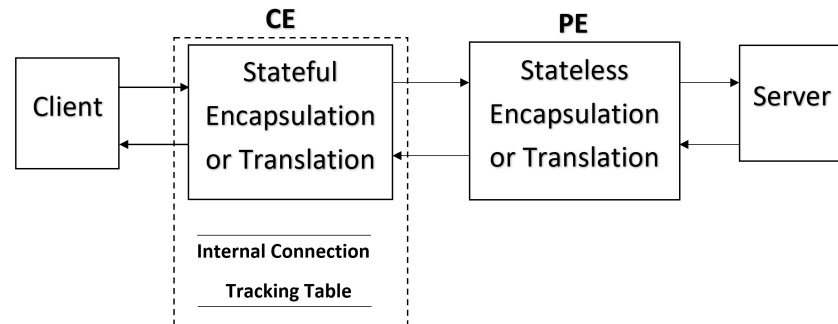 CE
PE
Client
Stateful
Encapsulation
or Translation
Stateless
Encapsulation
or Translation
Server
Internal Connection
Tracking Table